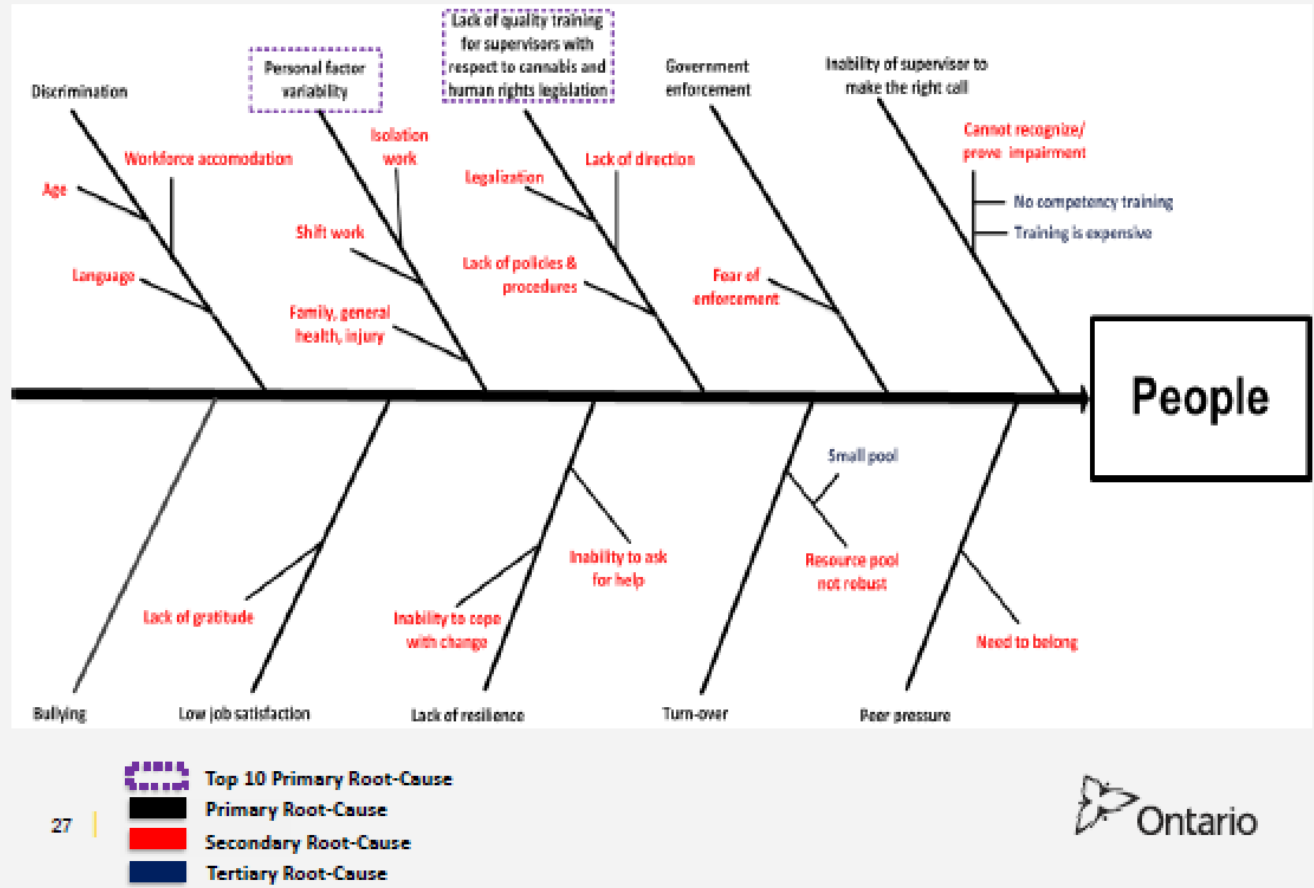 Discrimination
Personal factor
variability
Lack of quality training
for supervisors with
respect to cannabis and
human rights legislation
Government
enforcement
Inability of supervisor to
make the right call
Age
Workforce accomodation
Language
Isolation
work
Shift work
Family, general
health, injury
Legalization
Lack of direction
Lack of policies &
procedures
Fear of
enforcement
Cannot recognize/
prove impairment
No competency training
Training is expensive
People
Lack of gratitude
Inability to cope
with change
Inability to ask
for help
Small pool
Resource pool
not robust
Need to belong
Bullying
Low job satisfaction
Lack of resilience
Turn-over
Peer pressure
Top 10 Primary Root-Cause
Primary Root-Cause
Secondary Root-Cause
Tertiary Root-Cause
27
Ontario